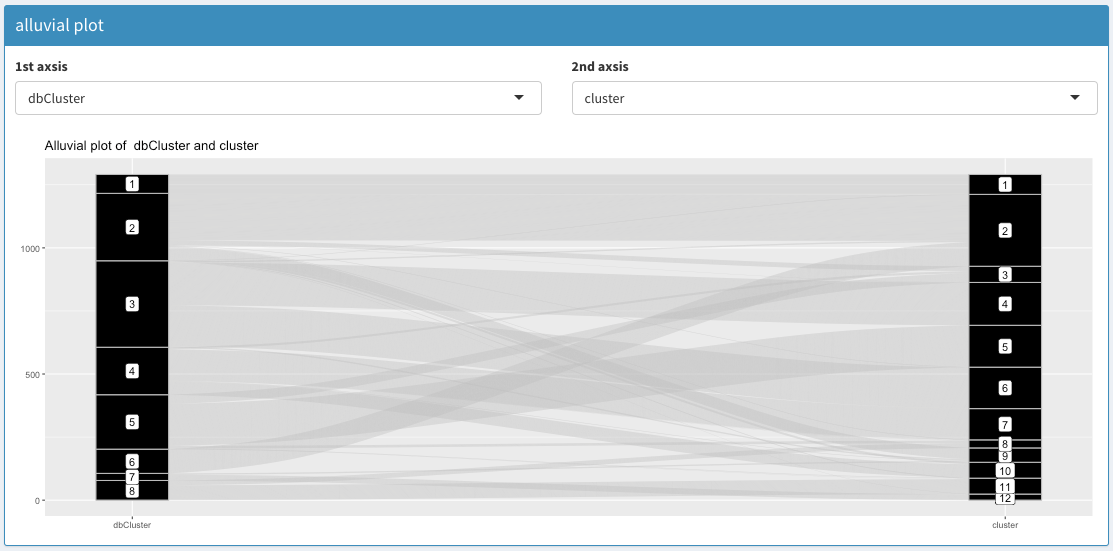 alluvial plot
1st axsis
2nd axsis
dbCluster
cluster
Alluvial plot of  dbCluster and cluster
1000
500
0
1
2
3
4
5
6
7
8
1
2
3
4
5
6
7
8
9
10
11
12
dbCluster
cluster